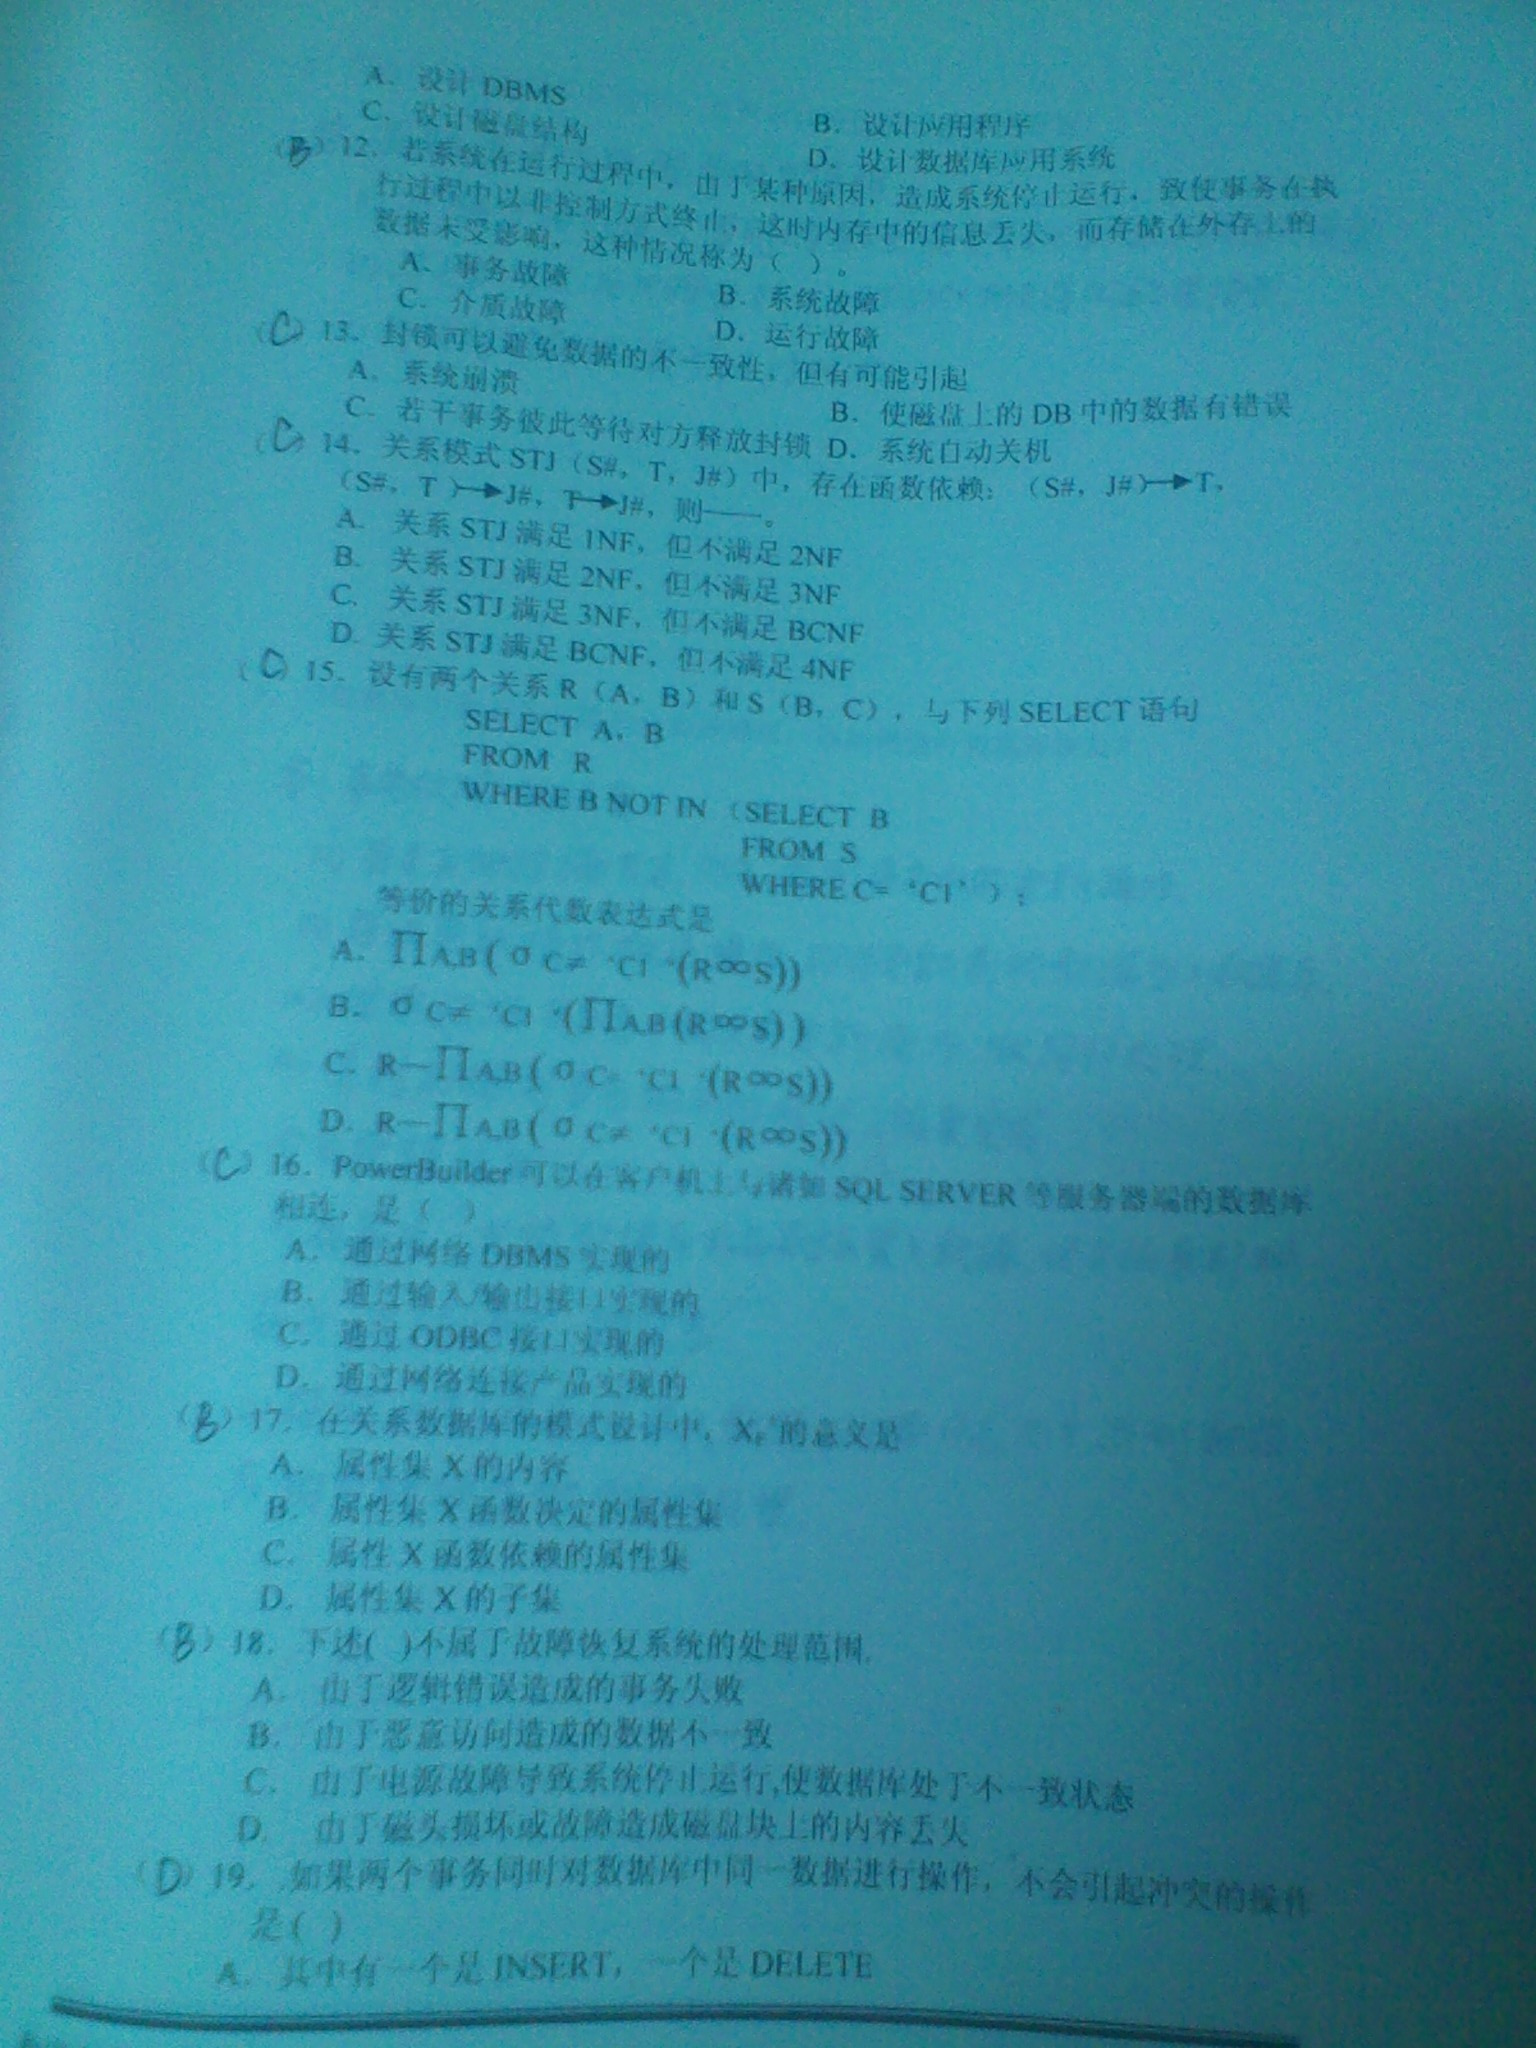 A. 设计 DBMS
B. 设计应用程序
C. 设计磁盘结构
D. 设计数据库应用系统
(B) 12. 若系统在运行过程中，由于某种原因，造成系统停止运行，致使事务在执
行过程中以非控制方式终止，这时内存中的信息丢失，而存储在外存上的
数据未受影响，这种情况称为（ ）。
A. 事务故障
B. 系统故障
C. 介质故障
D. 运行故障
(C) 13. 封锁可以避免数据的不一致性，但有可能引起
A. 系统崩溃
B. 使磁盘上的 DB 中的数据有错误
C. 若干事务彼此等待对方释放封锁 D. 系统自动关机
(C) 14. 关系模式 STJ（S#，T，J#）中，存在函数依赖：（S#，J#）→T，
（S#，T）→J#，T→J#，则——。
A. 关系 STJ 满足 1NF，但不满足 2NF
B. 关系 STJ 满足 2NF，但不满足 3NF
C. 关系 STJ 满足 3NF，但不满足 BCNF
D. 关系 STJ 满足 BCNF，但不满足 4NF
(C) 15. 设有两个关系 R（A，B）和 S（B，C），与下列 SELECT 语句
SELECT A，B
FROM R
WHERE B NOT IN （SELECT B
FROM S
WHERE C= ‘C1’ ）；
等价的关系代数表达式是
A. ∏A,B( σ C≠ ‘C1 ’(R∞S))
B. σ C≠ ‘C1 ’(∏A,B(R∞S))
C. R—∏A,B( σ C= ‘C1 ’(R∞S))
D. R—∏A,B( σ C≠ ‘C1 ’(R∞S))
(C) 16. PowerBuilder 可以在客户机上与诸如 SQL SERVER 等服务器端的数据库
相连，是（ ）
A. 通过网络 DBMS 实现的
B. 通过输入/输出接口实现的
C. 通过 ODBC 接口实现的
D. 通过网络连接产品实现的
(B) 17. 在关系数据库的模式设计中，X_F⁺的意义是
A. 属性集 X 的内容
B. 属性集 X 函数决定的属性集
C. 属性 X 函数依赖的属性集
D. 属性集 X 的子集
(B) 18. 下述( )不属于故障恢复系统的处理范围.
A. 由于逻辑错误造成的事务失败
B. 由于恶意访问造成的数据不一致
C. 由于电源故障导致系统停止运行,使数据库处于不一致状态
D. 由于磁头损坏或故障造成磁盘块上的内容丢失
(D) 19. 如果两个事务同时对数据库中同一数据进行操作，不会引起冲突的操作
是( )
A. 其中有一个是 INSERT，一个是 DELETE